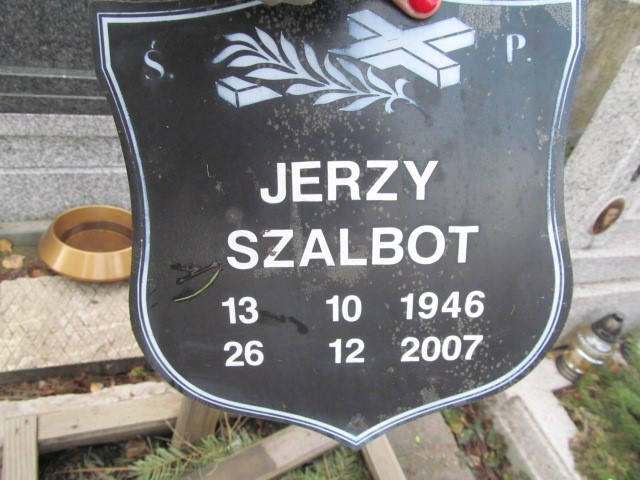 Ś. P.
JERZY
SZALBOT
13 10 1946
26 12 2007